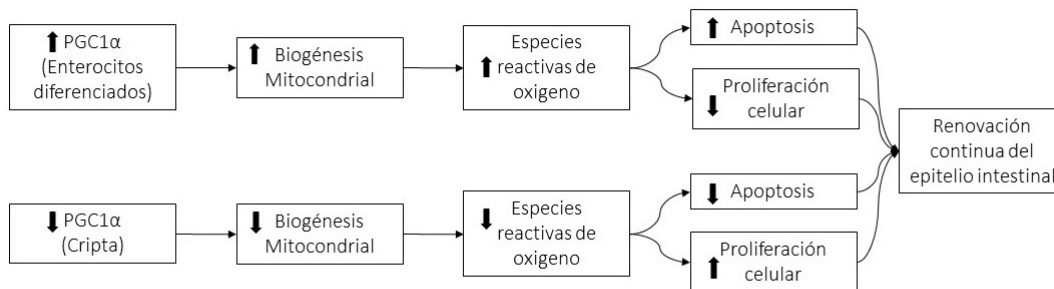 PGC1α
(Enterocitos
diferenciados)
Biogénesis
Mitocondrial
Especies
reactivas de
oxigeno
Apoptosis
Proliferación
celular
Renovación
continua del
epitelio intestinal
PGC1α
(Cripta)
Biogénesis
Mitocondrial
Especies
reactivas de
oxigeno
Apoptosis
Proliferación
celular